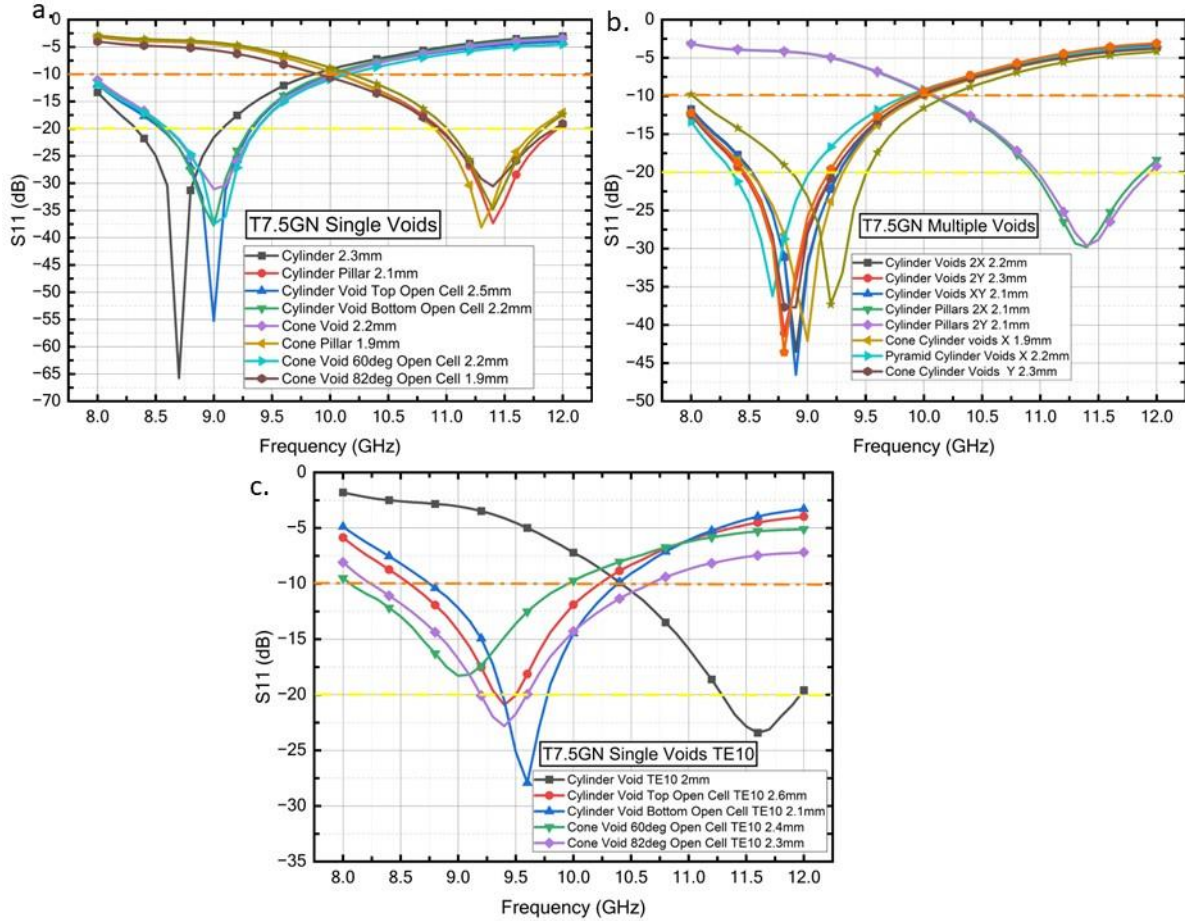 a.
0
−5
−10
−15
−20
−25
−30
−35
−40
−45
−50
−55
−60
−65
−70
S11 (dB)
T7.5GN Single Voids
Cylinder 2.3mm
Cylinder Pillar 2.1mm
Cylinder Void Top Open Cell 2.5mm
Cylinder Void Bottom Open Cell 2.2mm
Cone Void 2.2mm
Cone Pillar 1.9mm
Cone Void 60deg Open Cell 2.2mm
Cone Void 82deg Open Cell 1.9mm
8.0 8.5 9.0 9.5 10.0 10.5 11.0 11.5 12.0
Frequency (GHz)
b.
0
−5
−10
−15
−20
−25
−30
−35
−40
−45
−50
S11 (dB)
T7.5GN Multiple Voids
Cylinder Voids 2X 2.2mm
Cylinder Voids 2Y 2.3mm
Cylinder Voids XY 2.1mm
Cylinder Pillars 2X 2.1mm
Cylinder Pillars 2Y 2.1mm
Cone Cylinder voids X 1.9mm
Pyramid Cylinder Voids X 2.2mm
Cone Cylinder Voids Y 2.3mm
8.0 8.5 9.0 9.5 10.0 10.5 11.0 11.5 12.0
Frequency (GHz)
c.
0
−5
−10
−15
−20
−25
−30
−35
S11 (dB)
T7.5GN Single Voids TE10
Cylinder Void TE10 2mm
Cylinder Void Top Open Cell TE10 2.6mm
Cylinder Void Bottom Open Cell TE10 2.1mm
Cone Void 60deg Open Cell TE10 2.4mm
Cone Void 82deg Open Cell TE10 2.3mm
8.0 8.5 9.0 9.5 10.0 10.5 11.0 11.5 12.0
Frequency (GHz)